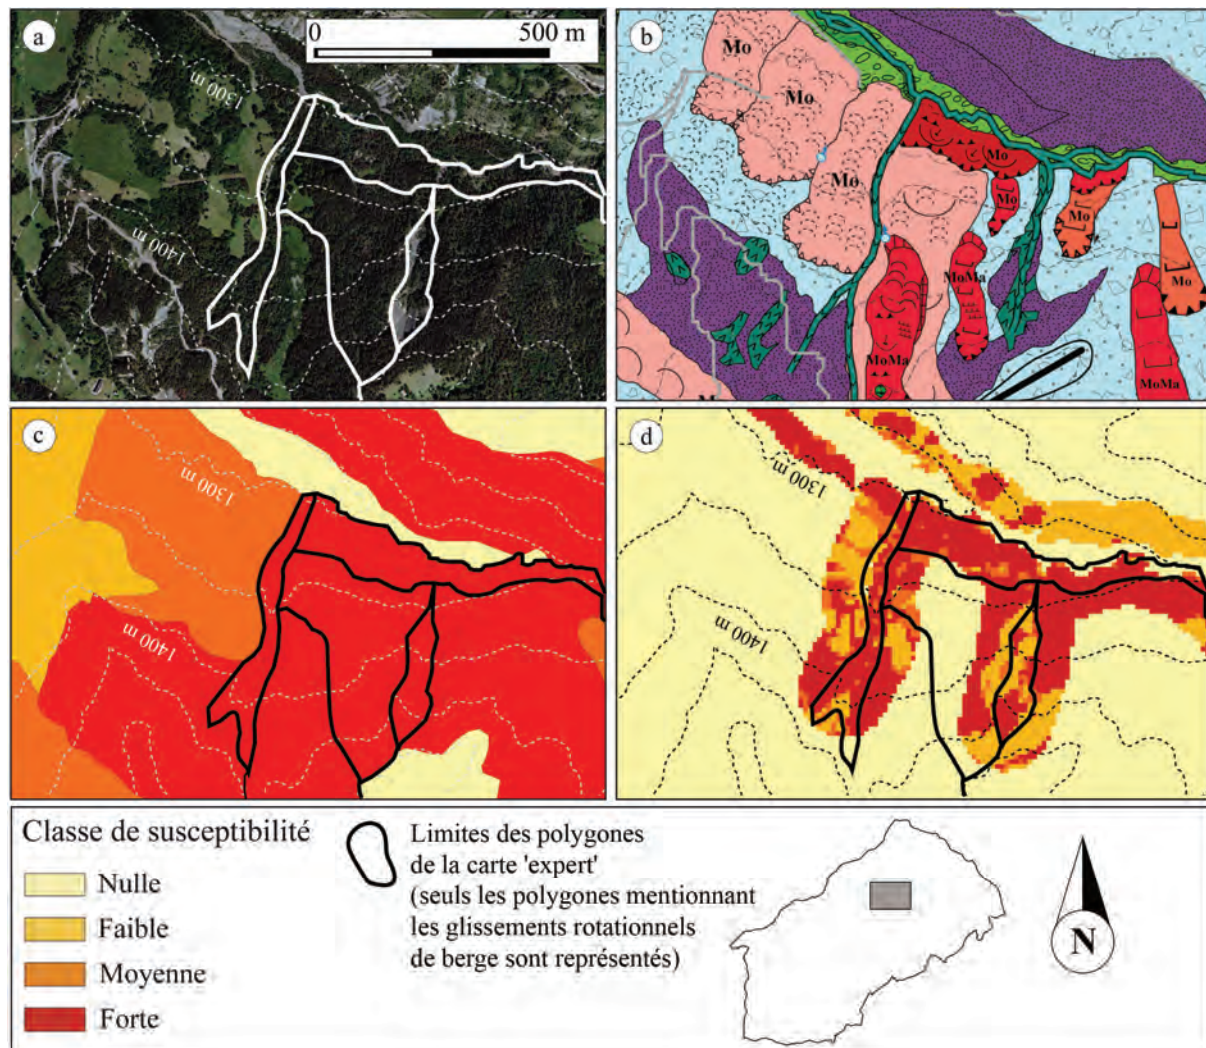 a
0
500 m
1300 m
1400 m
b
Mo
Mo
Mo
Mo
Mo
Mo
Mo
MoMa
MoMa
MoMa
c
1300 m
1400 m
d
1300 m
1400 m
Classe de susceptibilité
Nulle
Faible
Moyenne
Forte
Limites des polygones
de la carte 'expert'
(seuls les polygones mentionnant
les glissements rotationnels
de berge sont représentés)
N